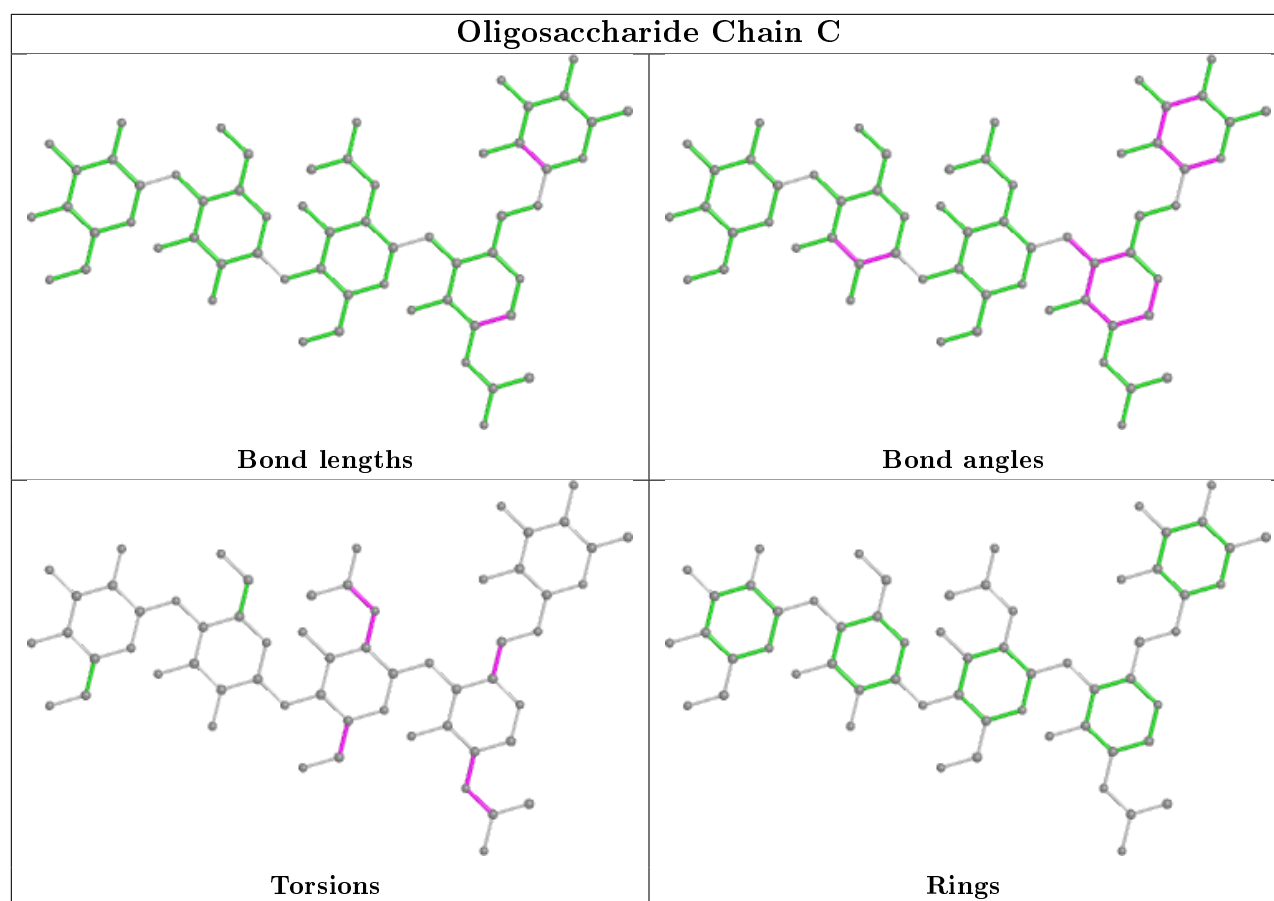 Oligosaccharide Chain C
Bond lengths
Bond angles
Torsions
Rings